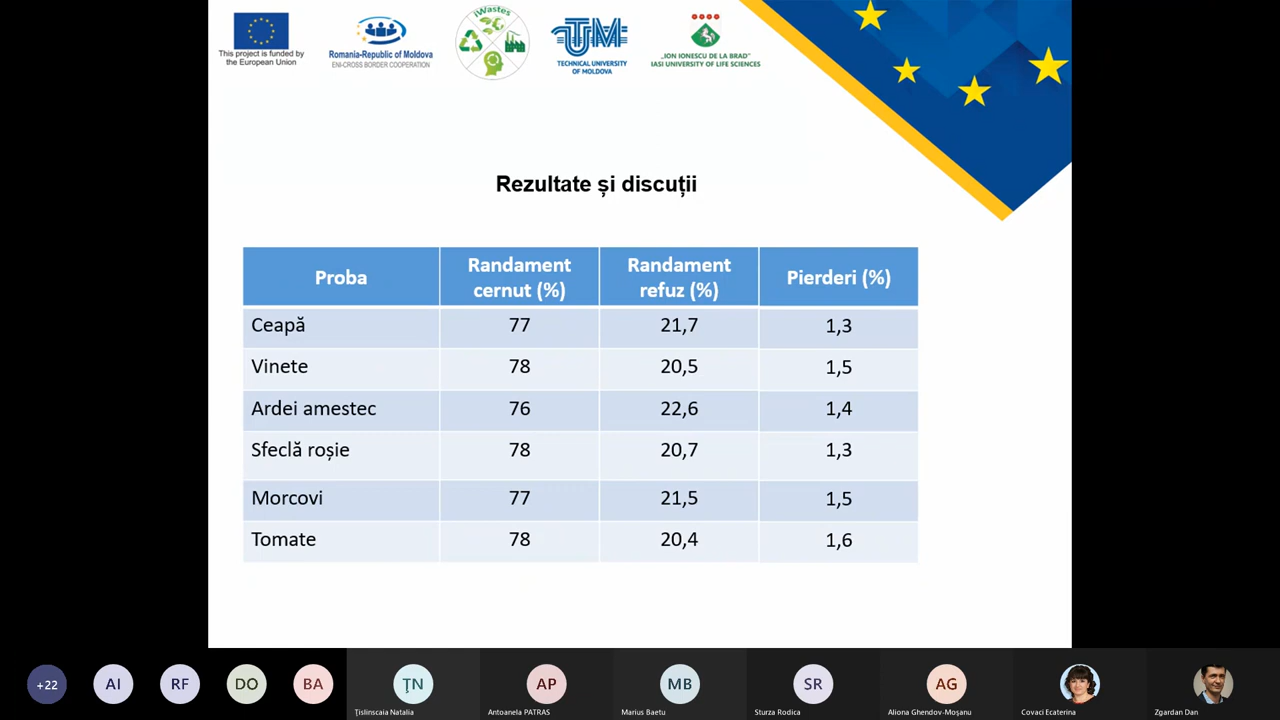 This project is funded by
the European Union
Romania-Republic of Moldova
ENI-CROSS BORDER COOPERATION
iWastes
UTM
TECHNICAL UNIVERSITY
OF MOLDOVA
„ION IONESCU DE LA BRAD”
IASI UNIVERSITY OF LIFE SCIENCES
Rezultate și discuții
Proba Randament cernut (%) Randament refuz (%) Pierderi (%)
Ceapă 77 21,7 1,3
Vinete 78 20,5 1,5
Ardei amestec 76 22,6 1,4
Sfeclă roșie 78 20,7 1,3
Morcovi 77 21,5 1,5
Tomate 78 20,4 1,6
+22 AI RF DO BA ŢN AP MB SR AG
Ţislinscaia Natalia Antoanela PATRAS Marius Baetu Sturza Rodica Aliona Ghendov-Moşanu Covaci Ecaterina Zgardan Dan